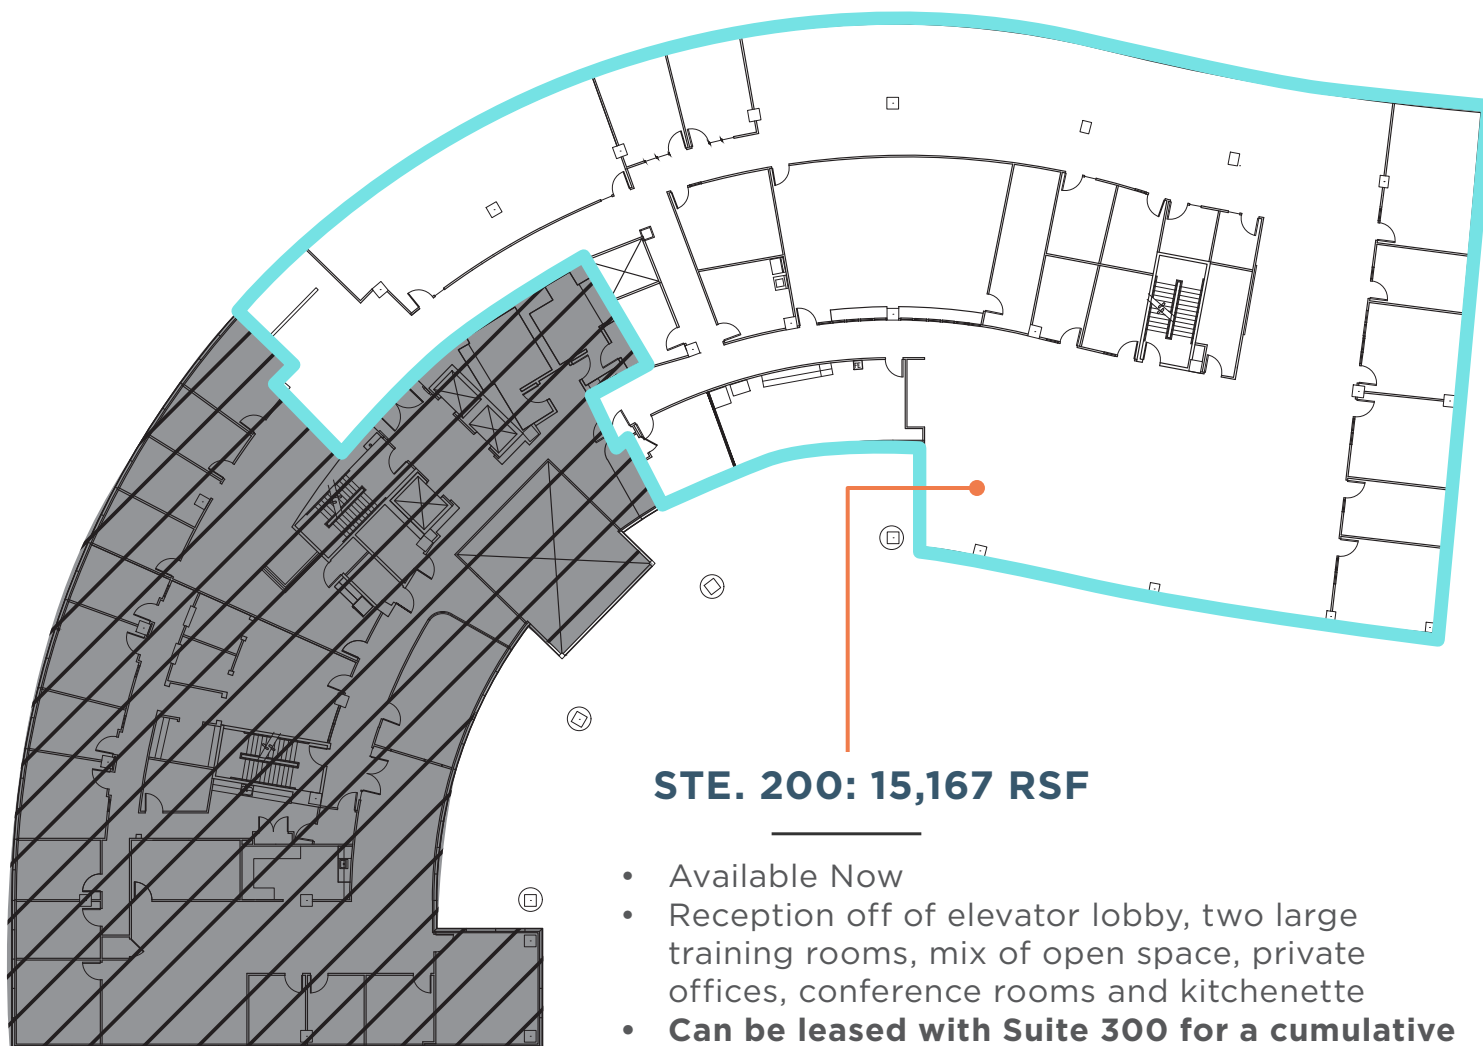 STE. 200: 15,167 RSF
• Available Now
• Reception off of elevator lobby, two large
training rooms, mix of open space, private
offices, conference rooms and kitchenette
• Can be leased with Suite 300 for a cumulative